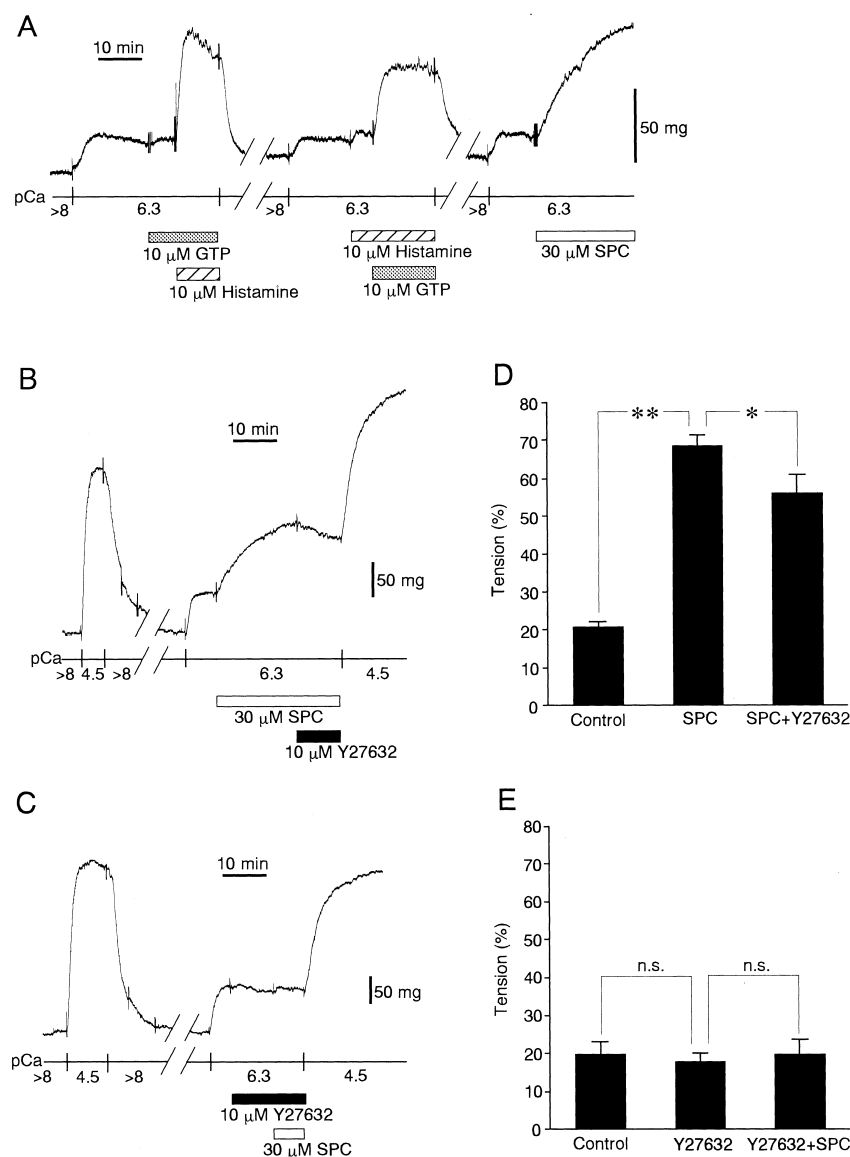 A
10 min
50 mg
pCa
>8 6.3 >8 6.3 >8 6.3
10 μM GTP
10 μM Histamine
10 μM Histamine
10 μM GTP
30 μM SPC
B
10 min
50 mg
pCa
>8 4.5 >8 6.3 4.5
30 μM SPC
10 μM Y27632
C
10 min
50 mg
pCa
>8 4.5 >8 6.3 4.5
10 μM Y27632
30 μM SPC
D
80
70
60
50
40
30
20
10
0
Tension (%)
** *
Control SPC SPC+Y27632
E
80
70
60
50
40
30
20
10
0
Tension (%)
n.s. n.s.
Control Y27632 Y27632+SPC